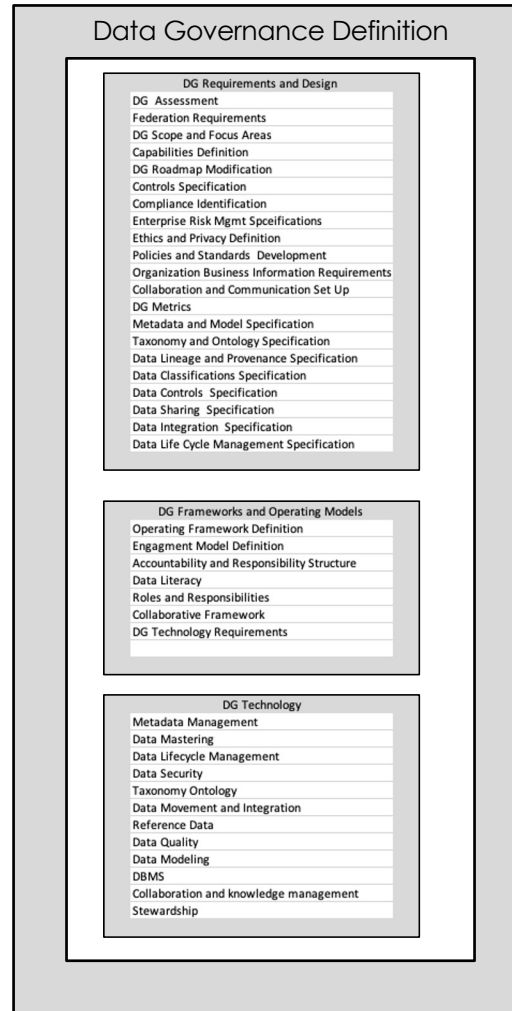 Data Governance Definition
DG Requirements and Design
DG Assessment
Federation Requirements
DG Scope and Focus Areas
Capabilities Definition
DG Roadmap Modification
Controls Specification
Compliance Identification
Enterprise Risk Mgmt Spceifications
Ethics and Privacy Definition
Policies and Standards Development
Organization Business Information Requirements
Collaboration and Communication Set Up
DG Metrics
Metadata and Model Specification
Taxonomy and Ontology Specification
Data Lineage and Provenance Specification
Data Classifications Specification
Data Controls Specification
Data Sharing Specification
Data Integration Specification
Data Life Cycle Management Specification
DG Frameworks and Operating Models
Operating Framework Definition
Engagment Model Definition
Accountability and Responsibility Structure
Data Literacy
Roles and Responsibilities
Collaborative Framework
DG Technology Requirements
DG Technology
Metadata Management
Data Mastering
Data Lifecycle Management
Data Security
Taxonomy Ontology
Data Movement and Integration
Reference Data
Data Quality
Data Modeling
DBMS
Collaboration and knowledge management
Stewardship